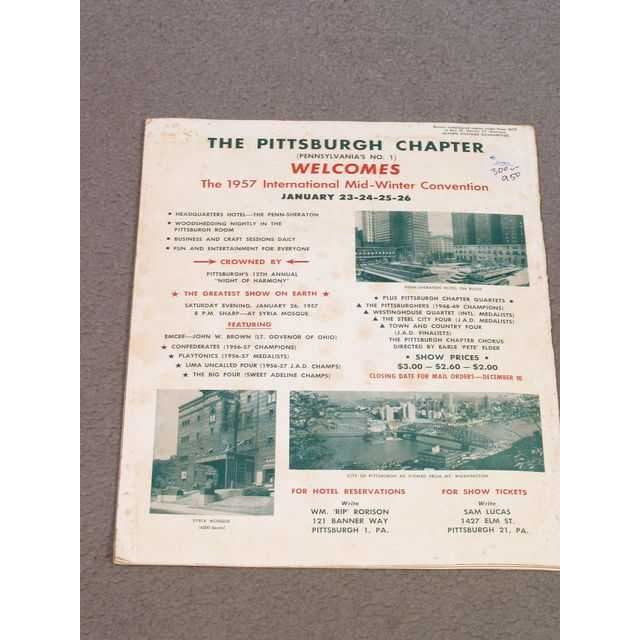 THE PITTSBURGH CHAPTER
(PENNSYLVANIA'S NO. 1)
WELCOMES
The 1957 International Mid-Winter Convention
JANUARY 23-24-25-26
300
950
• HEADQUARTERS HOTEL—THE PENN-SHERATON
• WOODSHEDDING NIGHTLY IN THE
PITTSBURGH ROOM
• BUSINESS AND CRAFT SESSIONS DAILY
• FUN AND ENTERTAINMENT FOR EVERYONE
CROWNED BY
PITTSBURGH'S 12TH ANNUAL
"NIGHT OF HARMONY"
★ THE GREATEST SHOW ON EARTH ★
SATURDAY EVENING, JANUARY 26, 1957
8 P.M. SHARP—AT SYRIA MOSQUE
FEATURING
EMCEE—JOHN W. BROWN (LT. GOVENOR OF OHIO)
★ CONFEDERATES (1956-57 CHAMPIONS)
★ PLAYTONICS (1956-57 MEDALISTS)
★ LIMA UNCALLED FOUR (1956-57 J.A.D. CHAMPS)
★ THE BIG FOUR (SWEET ADELINE CHAMPS)
• PLUS PITTSBURGH CHAPTER QUARTETS •
▲ THE PITTSBURGHERS (1948-49 CHAMPIONS)
▲ WESTINGHOUSE QUARTET (INTL. MEDALISTS)
▲ THE STEEL CITY FOUR (J.A.D. MEDALISTS)
▲ TOWN AND COUNTRY FOUR
(J.A.D. FINALISTS)
THE PITTSBURGH CHAPTER CHORUS
DIRECTED BY EARLE 'PETE' ELDER
• SHOW PRICES •
$3.00 — $2.60 — $2.00
CLOSING DATE FOR MAIL ORDERS—DECEMBER 10
CITY OF PITTSBURGH AS VIEWED FROM MT. WASHINGTON
SYRIA MOSQUE
FOR HOTEL RESERVATIONS
Write
WM. 'RIP' RORISON
121 BANNER WAY
PITTSBURGH 1, PA.
FOR SHOW TICKETS
Write
SAM LUCAS
1427 ELM ST.
PITTSBURGH 21, PA.